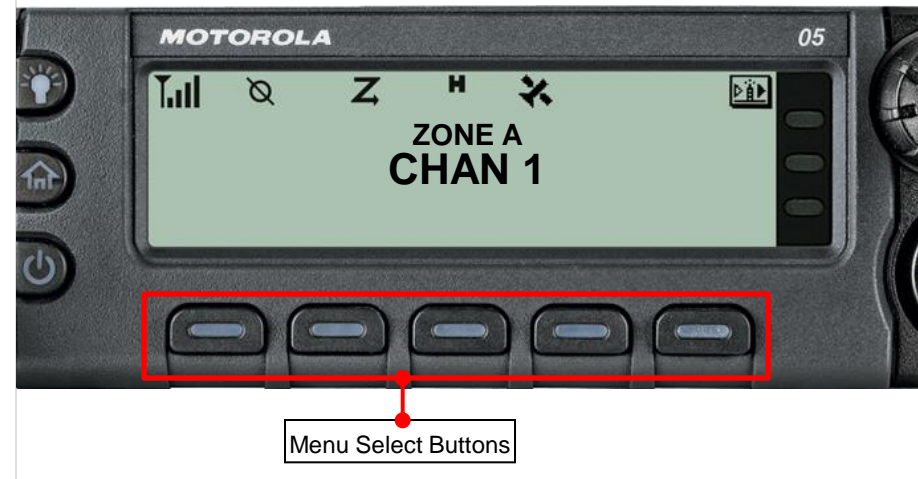 MOTOROLA 05
H
ZONE A
CHAN 1
Menu Select Buttons